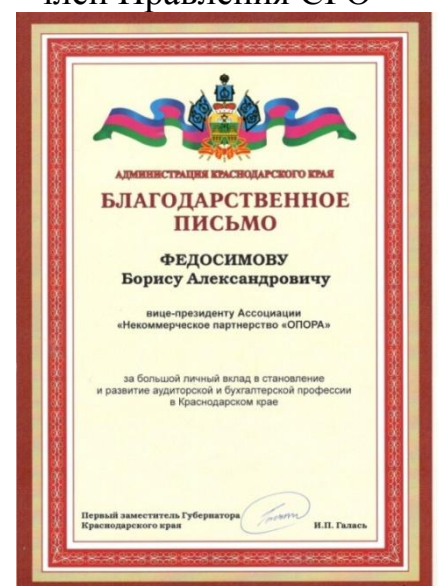 член Правления СРО
АДМИНИСТРАЦИЯ КРАСНОДАРСКОГО КРАЯ
БЛАГОДАРСТВЕННОЕ
ПИСЬМО
ФЕДОСИМОВУ
Борису Александровичу
вице-президенту Ассоциации
«Некоммерческое партнерство «ОПОРА»
за большой личный вклад в становление
и развитие аудиторской и бухгалтерской профессии
в Краснодарском крае
Первый заместитель Губернатора
Краснодарского края
И.П. Галась